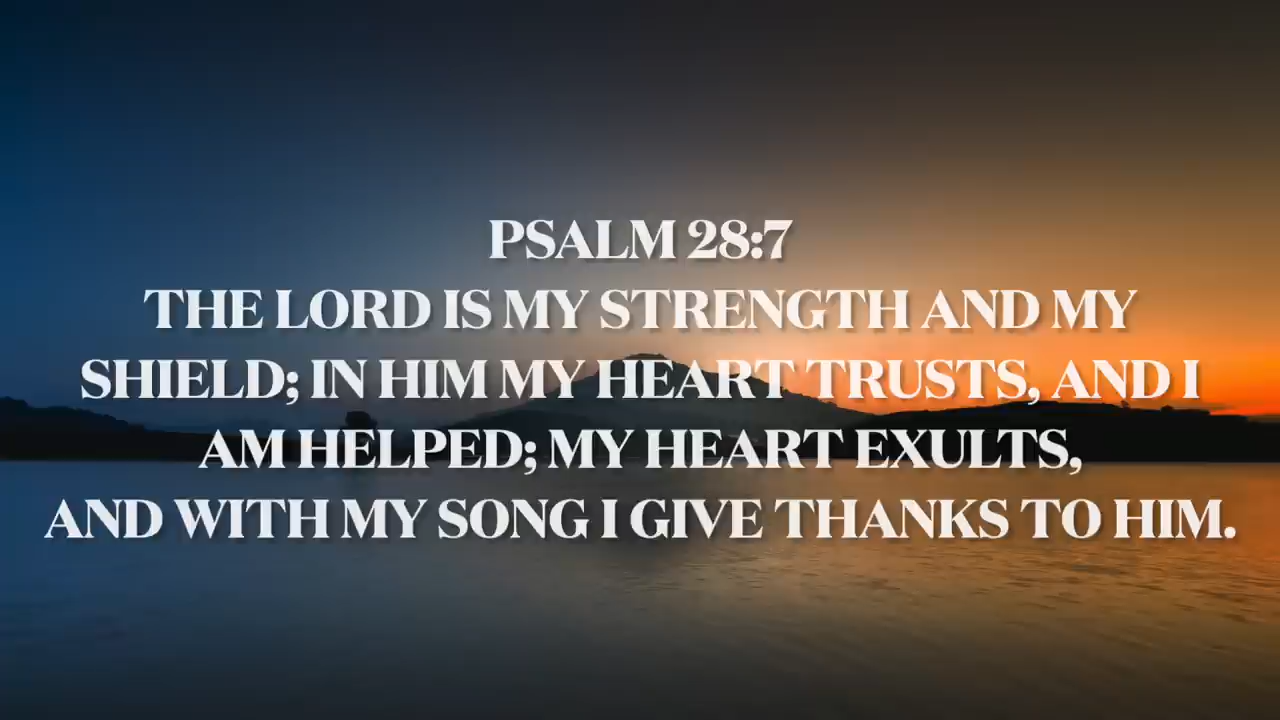 PSALM 28:7
THE LORD IS MY STRENGTH AND MY
SHIELD; IN HIM MY HEART TRUSTS, AND I
AM HELPED; MY HEART EXULTS,
AND WITH MY SONG I GIVE THANKS TO HIM.